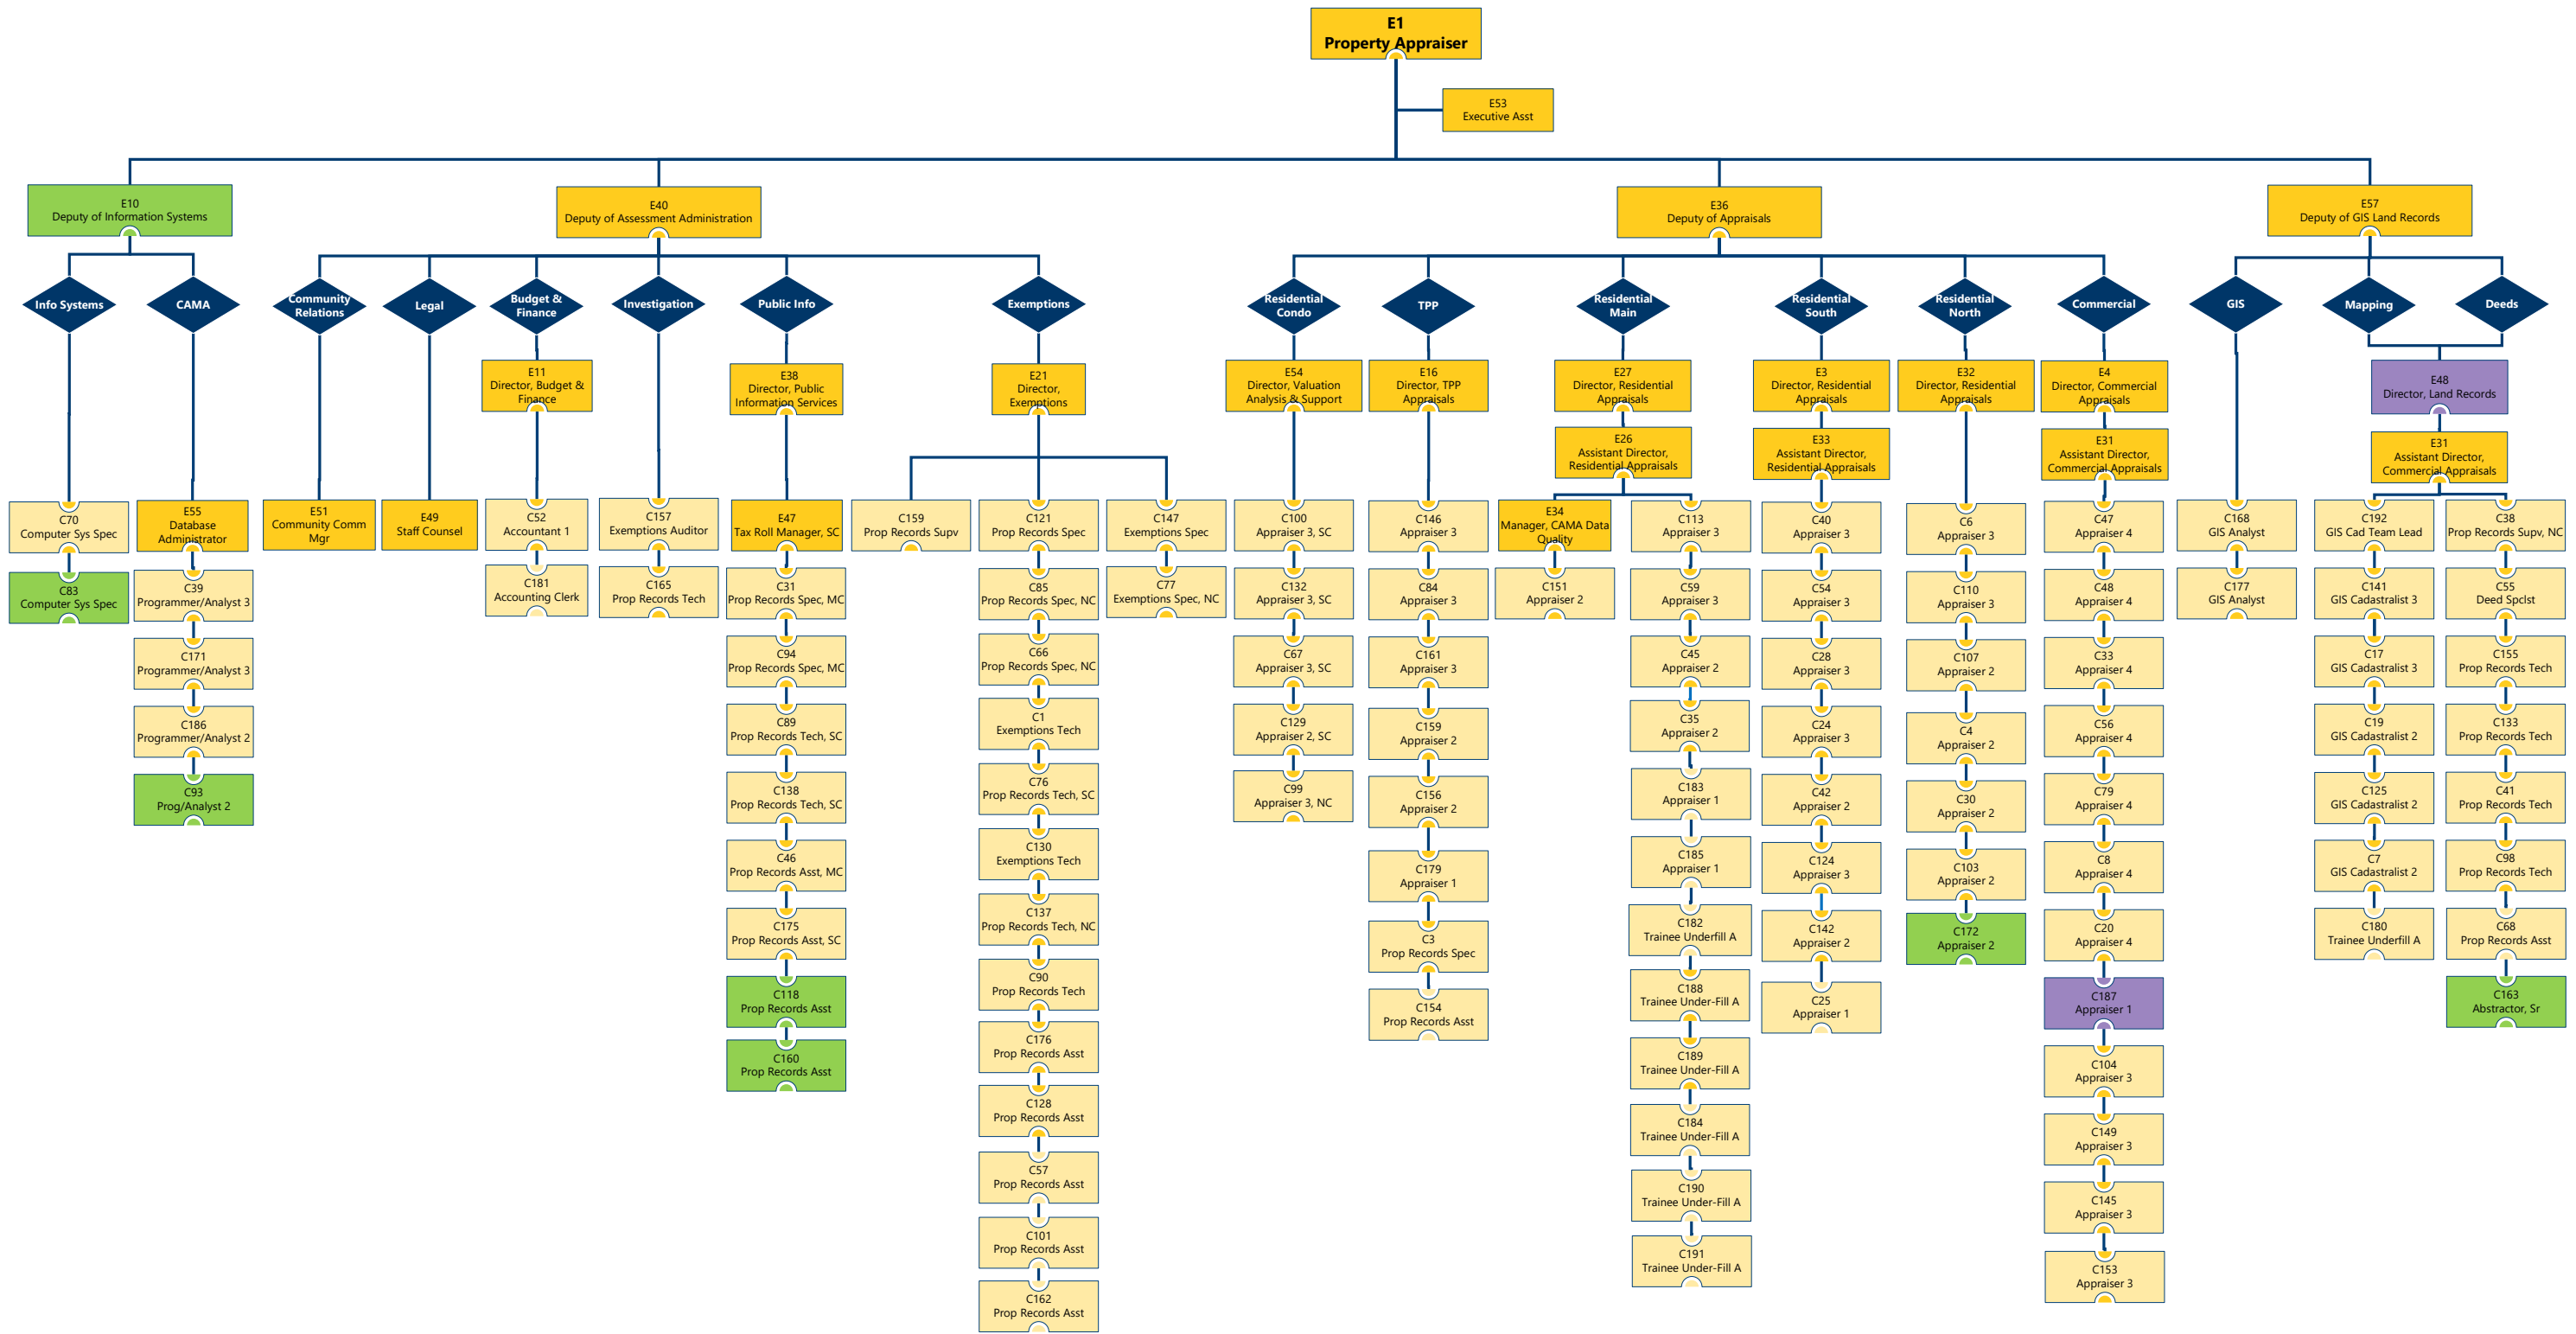 E1
Property Appraiser
E53
Executive Asst
E10
Deputy of Information Systems
E40
Deputy of Assessment Administration
E36
Deputy of Appraisals
E57
Deputy of GIS Land Records
Info Systems
CAMA
Community
Relations
Legal
Budget &
Finance
Investigation
Public Info
Exemptions
Residential
Condo
TPP
Residential
Main
Residential
South
Residential
North
Commercial
GIS
Mapping
Deeds
C70
Computer Sys Spec
C83
Computer Sys Spec
E55
Database
Administrator
C39
Programmer/Analyst 3
C171
Programmer/Analyst 3
C186
Programmer/Analyst 2
C93
Prog/Analyst 2
E51
Community Comm
Mgr
E49
Staff Counsel
E11
Director, Budget &
Finance
C52
Accountant 1
C181
Accounting Clerk
C157
Exemptions Auditor
C165
Prop Records Tech
E38
Director, Public
Information Services
E47
Tax Roll Manager, SC
C31
Prop Records Spec, MC
C94
Prop Records Spec, MC
C89
Prop Records Tech, SC
C138
Prop Records Tech, SC
C46
Prop Records Asst, MC
C175
Prop Records Asst, SC
C118
Prop Records Asst
C160
Prop Records Asst
E21
Director,
Exemptions
C159
Prop Records Supv
C121
Prop Records Spec
C85
Prop Records Spec, NC
C66
Prop Records Spec, NC
C1
Exemptions Tech
C76
Prop Records Tech, SC
C130
Exemptions Tech
C137
Prop Records Tech, NC
C90
Prop Records Tech
C176
Prop Records Asst
C128
Prop Records Asst
C57
Prop Records Asst
C101
Prop Records Asst
C162
Prop Records Asst
C147
Exemptions Spec
C77
Exemptions Spec, NC
E54
Director, Valuation
Analysis & Support
C100
Appraiser 3, SC
C132
Appraiser 3, SC
C67
Appraiser 3, SC
C129
Appraiser 2, SC
C99
Appraiser 3, NC
E16
Director, TPP
Appraisals
C146
Appraiser 3
C84
Appraiser 3
C161
Appraiser 3
C159
Appraiser 2
C156
Appraiser 2
C179
Appraiser 1
C3
Prop Records Spec
C154
Prop Records Asst
E27
Director, Residential
Appraisals
E26
Assistant Director,
Residential Appraisals
E34
Manager, CAMA Data
Quality
C151
Appraiser 2
C113
Appraiser 3
C59
Appraiser 3
C45
Appraiser 2
C35
Appraiser 2
C183
Appraiser 1
C185
Appraiser 1
C182
Trainee Underfill A
C188
Trainee Under-Fill A
C189
Trainee Under-Fill A
C184
Trainee Under-Fill A
C190
Trainee Under-Fill A
C191
Trainee Under-Fill A
E3
Director, Residential
Appraisals
E33
Assistant Director,
Residential Appraisals
C40
Appraiser 3
C54
Appraiser 3
C28
Appraiser 3
C24
Appraiser 3
C42
Appraiser 2
C124
Appraiser 3
C142
Appraiser 2
C25
Appraiser 1
E32
Director, Residential
Appraisals
C6
Appraiser 3
C110
Appraiser 3
C107
Appraiser 2
C4
Appraiser 2
C30
Appraiser 2
C103
Appraiser 2
C172
Appraiser 2
E4
Director, Commercial
Appraisals
E31
Assistant Director,
Commercial Appraisals
C47
Appraiser 4
C48
Appraiser 4
C33
Appraiser 4
C56
Appraiser 4
C79
Appraiser 4
C8
Appraiser 4
C20
Appraiser 4
C187
Appraiser 1
C104
Appraiser 3
C149
Appraiser 3
C145
Appraiser 3
C153
Appraiser 3
C168
GIS Analyst
C177
GIS Analyst
E48
Director, Land Records
E31
Assistant Director,
Commercial Appraisals
C192
GIS Cad Team Lead
C141
GIS Cadastralist 3
C17
GIS Cadastralist 3
C19
GIS Cadastralist 2
C125
GIS Cadastralist 2
C7
GIS Cadastralist 2
C180
Trainee Underfill A
C38
Prop Records Supv, NC
C55
Deed Spclst
C155
Prop Records Tech
C133
Prop Records Tech
C41
Prop Records Tech
C98
Prop Records Tech
C68
Prop Records Asst
C163
Abstractor, Sr